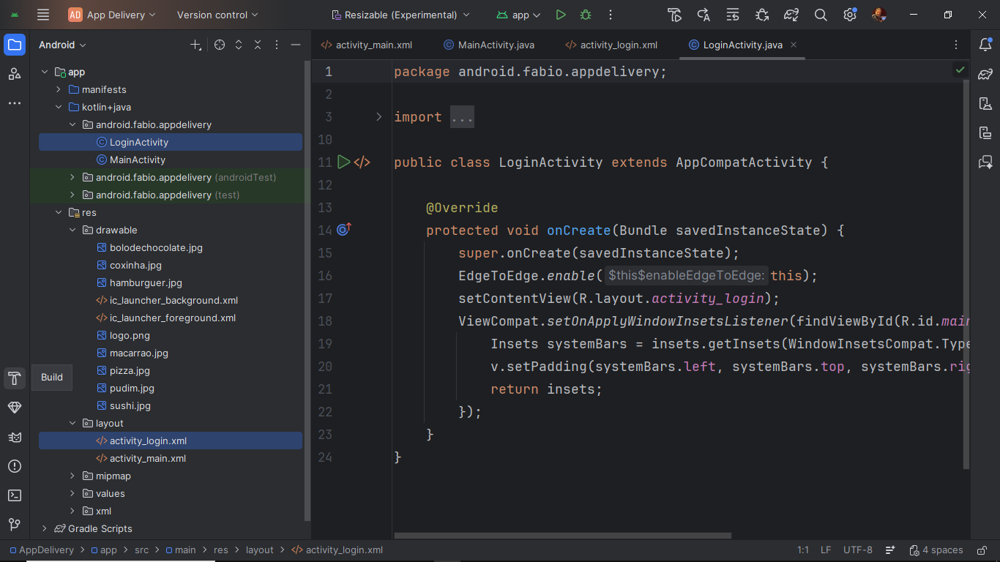 AD App Delivery
Version control
Resizable (Experimental)
app
Android
app
manifests
kotlin+java
android.fabio.appdelivery
LoginActivity
MainActivity
android.fabio.appdelivery (androidTest)
android.fabio.appdelivery (test)
res
drawable
bolodechocolate.jpg
coxinha.jpg
hamburguer.jpg
ic_launcher_background.xml
ic_launcher_foreground.xml
logo.png
macarrao.jpg
pizza.jpg
pudim.jpg
sushi.jpg
layout
activity_login.xml
activity_main.xml
mipmap
values
xml
Gradle Scripts
Build
activity_main.xml
MainActivity.java
activity_login.xml
LoginActivity.java
1 package android.fabio.appdelivery;
2
3 import ...
10
11 public class LoginActivity extends AppCompatActivity {
12
13 @Override
14 protected void onCreate(Bundle savedInstanceState) {
15 super.onCreate(savedInstanceState);
16 EdgeToEdge.enable( $this$enableEdgeToEdge: this);
17 setContentView(R.layout.activity_login);
18 ViewCompat.setOnApplyWindowInsetsListener(findViewById(R.id.main
19 Insets systemBars = insets.getInsets(WindowInsetsCompat.Type
20 v.setPadding(systemBars.left, systemBars.top, systemBars.rig
21 return insets;
22 });
23 }
24 }
AppDelivery > app > src > main > res > layout > activity_login.xml
1:1 LF UTF-8 4 spaces